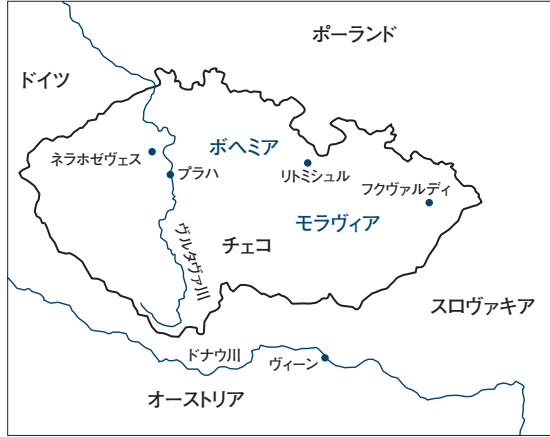 ポーランド
ドイツ
ボヘミア
ネラホゼヴェス
プラハ
リトミシュル
フクヴァルディ
モラヴィア
チェコ
ヴルタヴァ川
スロヴァキア
ドナウ川
ヴィーン
オーストリア